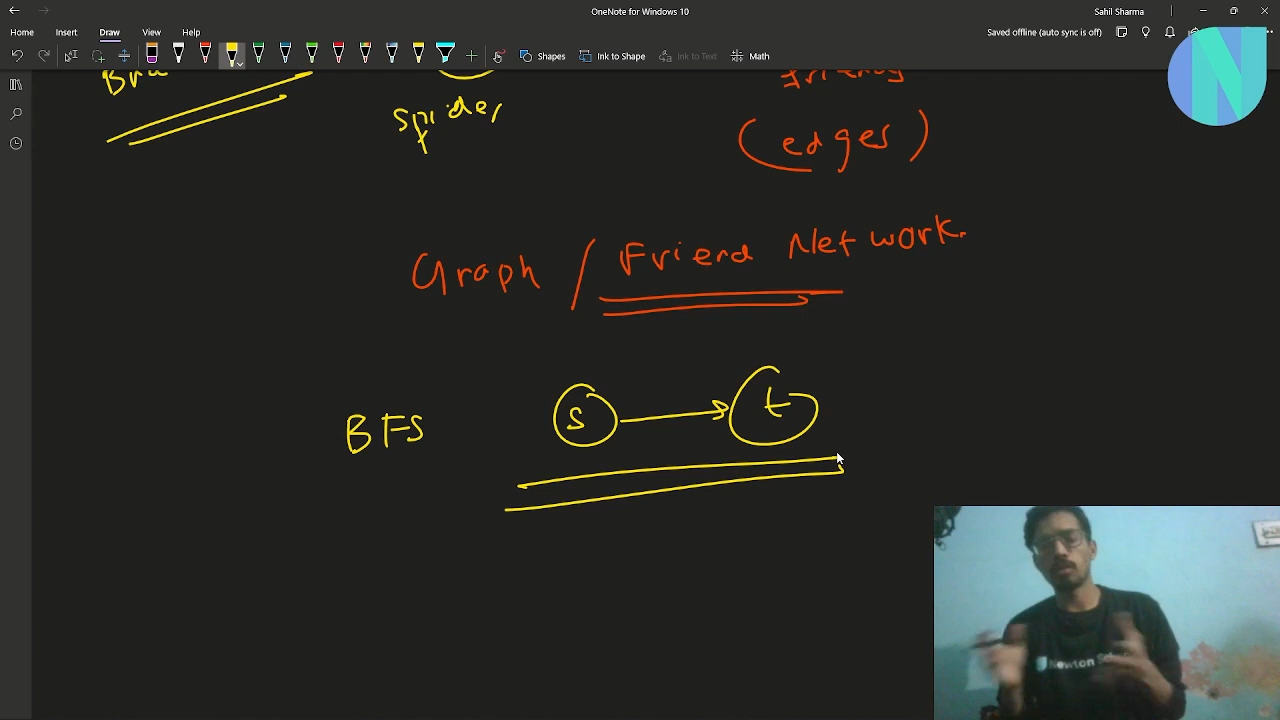 OneNote for Windows 10
Sahil Sharma
Home Insert Draw View Help
Saved offline (auto sync is off)
Shapes Ink to Shape Ink to Text Math
spider
(edges)
Graph / Friend Network.
BFS s t
Newton
N